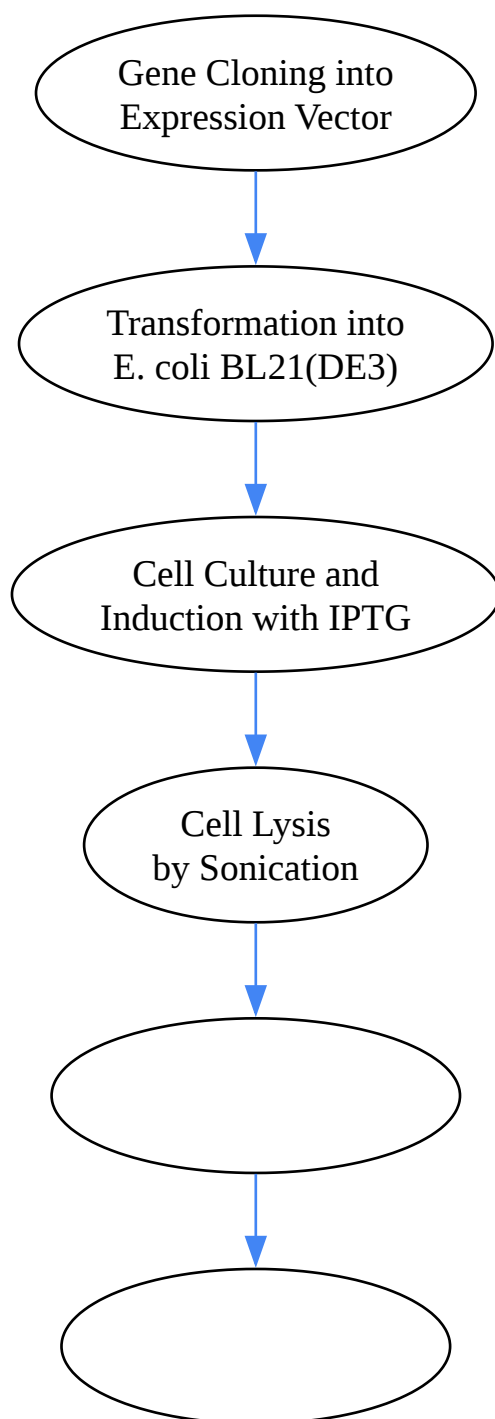 Gene Cloning into
Expression Vector
Transformation into
E. coli BL21(DE3)
Cell Culture and
Induction with IPTG
Cell Lysis
by Sonication